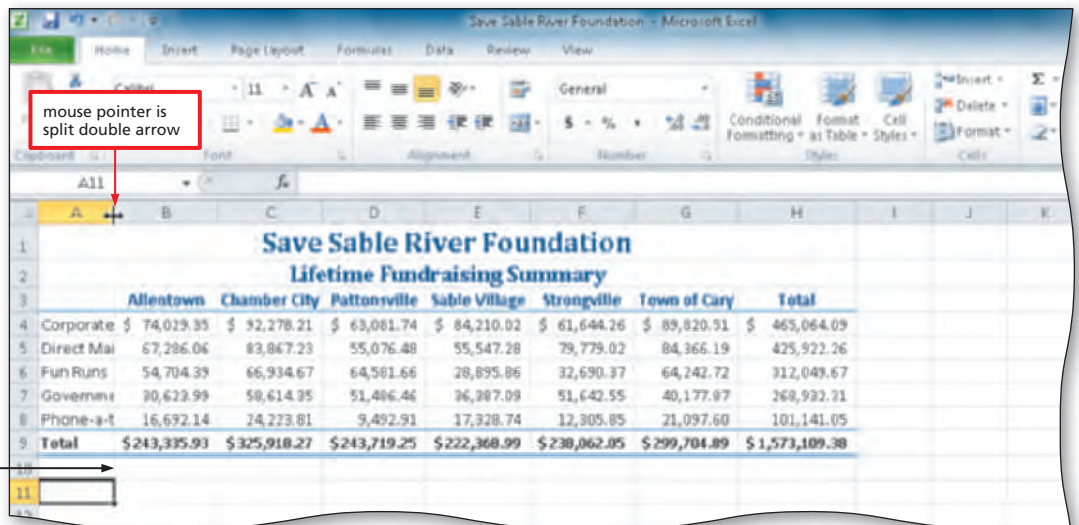 Save Sable River Foundation - Microsoft Excel
File Home Insert Page Layout Formulas Data Review View
Calibri 11 A A General Insert Σ
mouse pointer is
split double arrow
$ % , Conditional Format Cell Delete
Formatting as Table Styles Format
Clipboard Font Alignment Number Styles Cells
A11 fx
A B C D E F G H I J K
1 Save Sable River Foundation
2 Lifetime Fundraising Summary
3 Allentown Chamber City Pattonsville Sable Village Strongville Town of Cary Total
4 Corporate $ 74,029.35 $ 92,278.21 $ 63,081.74 $ 84,210.02 $ 61,644.26 $ 89,820.51 $ 465,064.09
5 Direct Mai 67,286.06 83,867.23 55,076.48 55,547.28 79,779.02 84,366.19 425,922.26
6 Fun Runs 54,704.39 66,934.67 64,581.66 28,895.86 32,690.37 64,242.72 312,049.67
7 Governme 30,623.99 58,614.35 51,486.46 36,387.09 51,642.55 40,177.87 268,932.31
8 Phone-a-t 16,692.14 24,223.81 9,492.91 17,328.74 12,305.85 21,097.60 101,141.05
9 Total $243,335.93 $325,918.27 $243,719.25 $222,368.99 $238,062.05 $299,704.89 $1,573,109.38
10
11
12